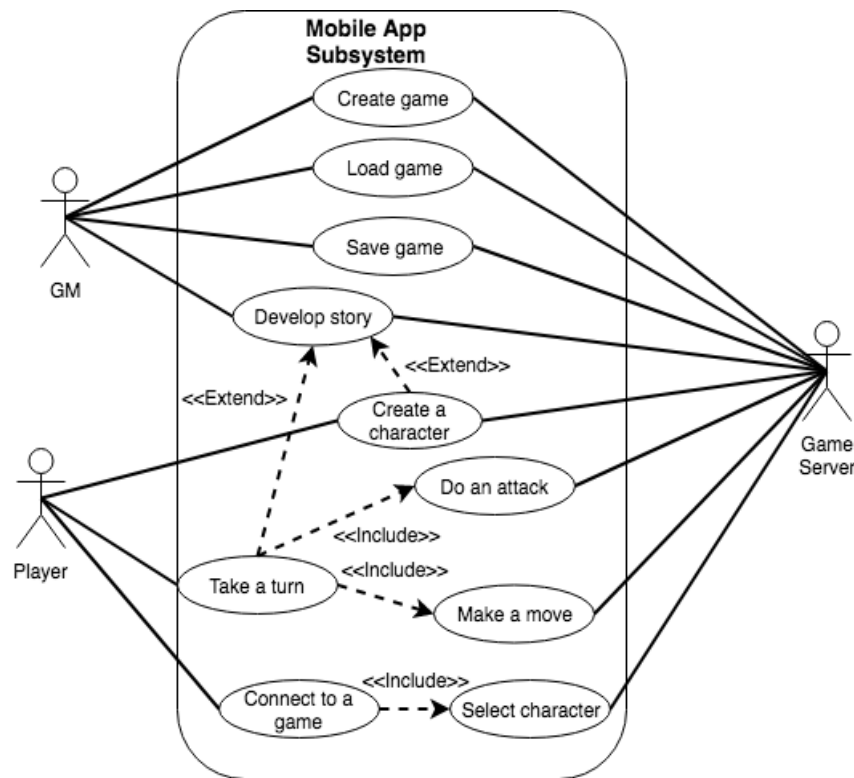 Mobile App
Subsystem
Create game
Load game
Save game
GM
Develop story
<<Extend>>
<<Extend>>
Create a
character
Game
Server
Do an attack
<<Include>>
Player
Take a turn
<<Include>>
Make a move
<<Include>>
Connect to a
game
Select character